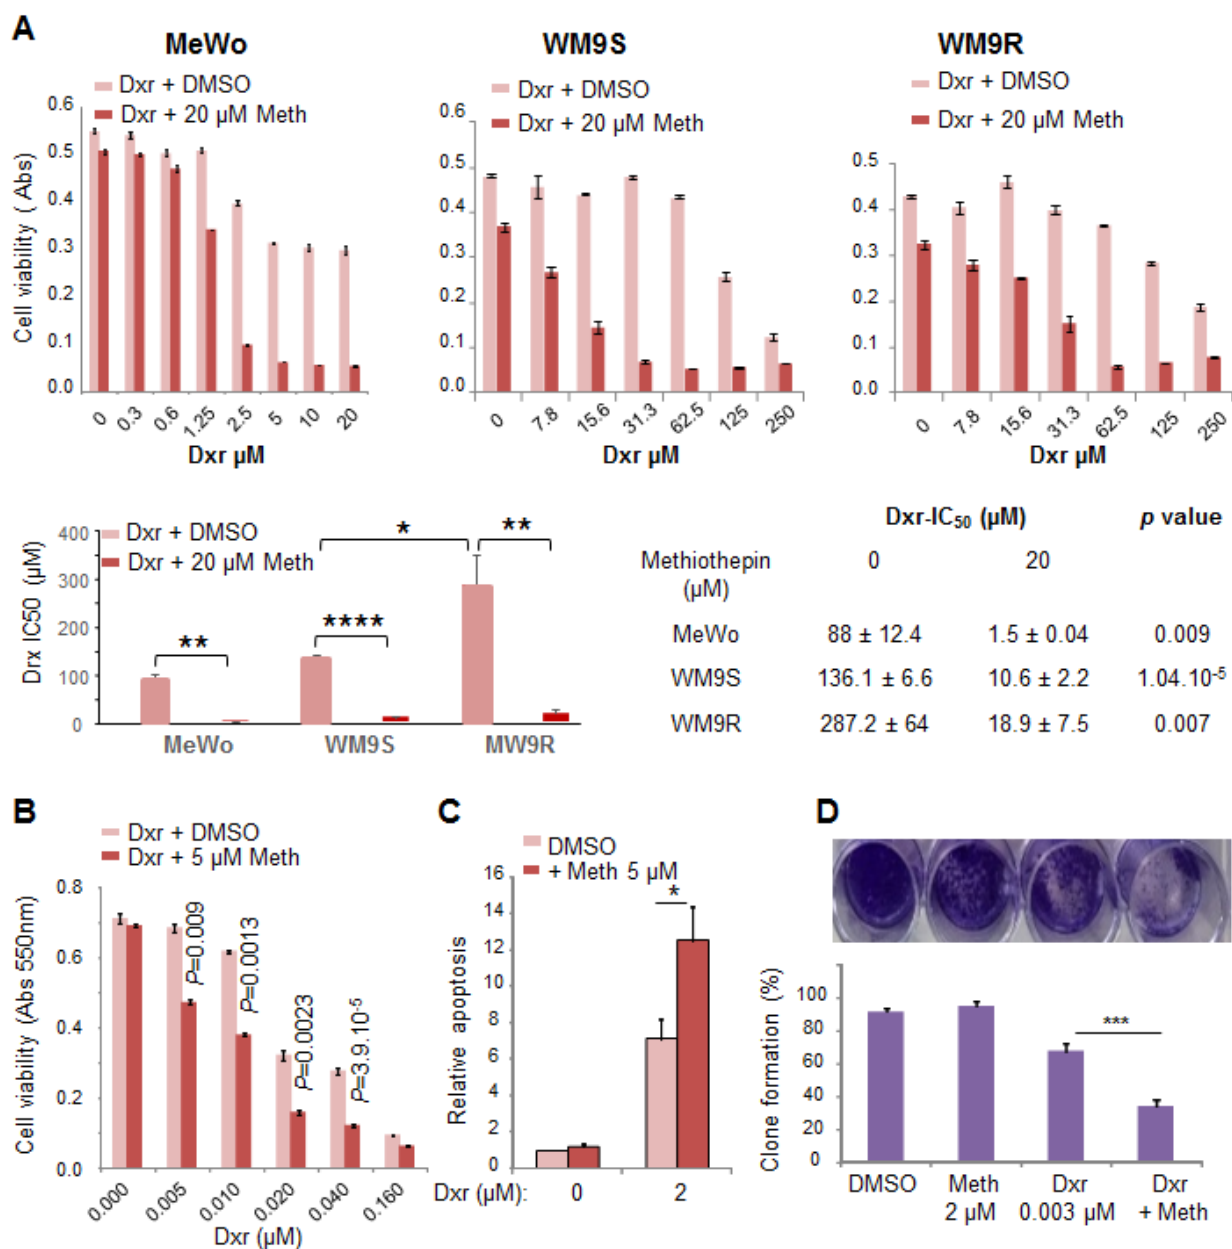 A
MeWo
WM9S
WM9R
Dxr + DMSO
Dxr + 20 µM Meth
Dxr + DMSO
Dxr + 20 µM Meth
Dxr + DMSO
Dxr + 20 µM Meth
Cell viability ( Abs)
0.6
0.5
0.4
0.3
0.2
0.1
0.0
0
0.3
0.6
1.25
2.5
5
10
20
Dxr µM
0.6
0.5
0.4
0.3
0.2
0.1
0.0
0
7.8
15.6
31.3
62.5
125
250
Dxr µM
0.5
0.4
0.3
0.2
0.1
0.0
0
7.8
15.6
31.3
62.5
125
250
Dxr µM
Dxr + DMSO
Dxr + 20 µM Meth
Drx IC50 (µM)
400
300
200
100
0
**
****
*
**
MeWo
WM9S
MW9R
Dxr-IC50 (µM) p value
Methiothepin (µM) 0 20
MeWo 88 ± 12.4 1.5 ± 0.04 0.009
WM9S 136.1 ± 6.6 10.6 ± 2.2 1.04.10-5
WM9R 287.2 ± 64 18.9 ± 7.5 0.007
B
Dxr + DMSO
Dxr + 5 µM Meth
Cell viability (Abs 550nm)
0.8
0.6
0.4
0.2
0.0
P=0.009
P=0.0013
P=0.0023
P=3.9.10-5
0.000
0.005
0.010
0.020
0.040
0.160
Dxr (µM)
C
DMSO
+ Meth 5 µM
Relative apoptosis
16
14
12
10
8
6
4
2
0
*
Dxr (µM): 0 2
D
Clone formation (%)
100
80
60
40
20
0
***
DMSO
Meth
2 µM
Dxr
0.003 µM
Dxr
+ Meth